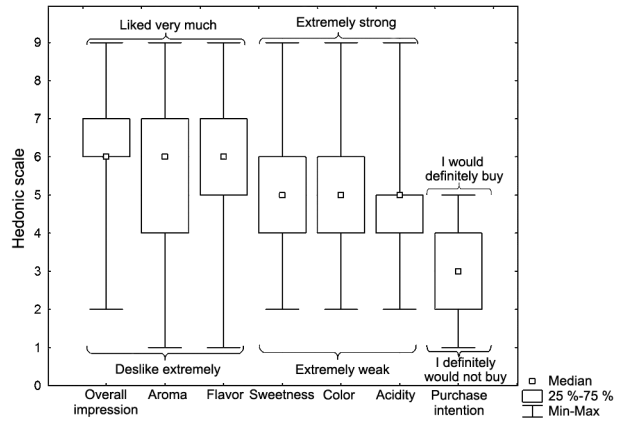 Liked very much
Extremely strong
9
8
7
6
5
4
3
2
1
0
Hedonic scale
I would
definitely buy
Deslike extremely
Extremely weak
I definitely
would not buy
Overall
impression
Aroma
Flavor
Sweetness
Color
Acidity
Purchase
intention
Median
25 %-75 %
Min-Max